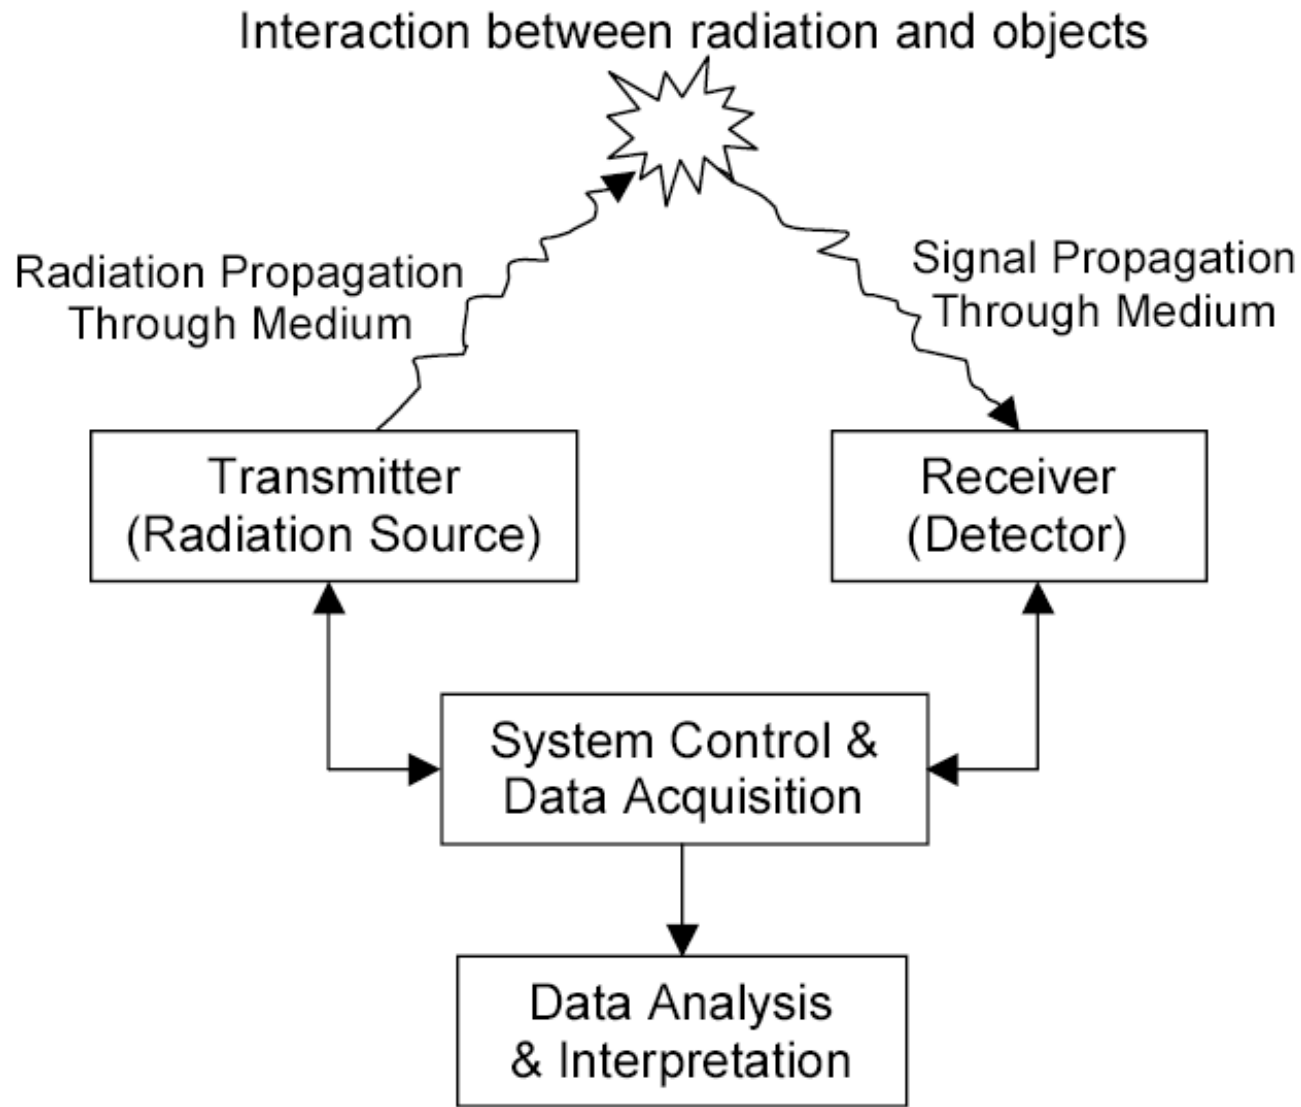 Interaction between radiation and objects
Radiation Propagation
Through Medium
Signal Propagation
Through Medium
Transmitter
(Radiation Source)
Receiver
(Detector)
System Control &
Data Acquisition
Data Analysis
& Interpretation